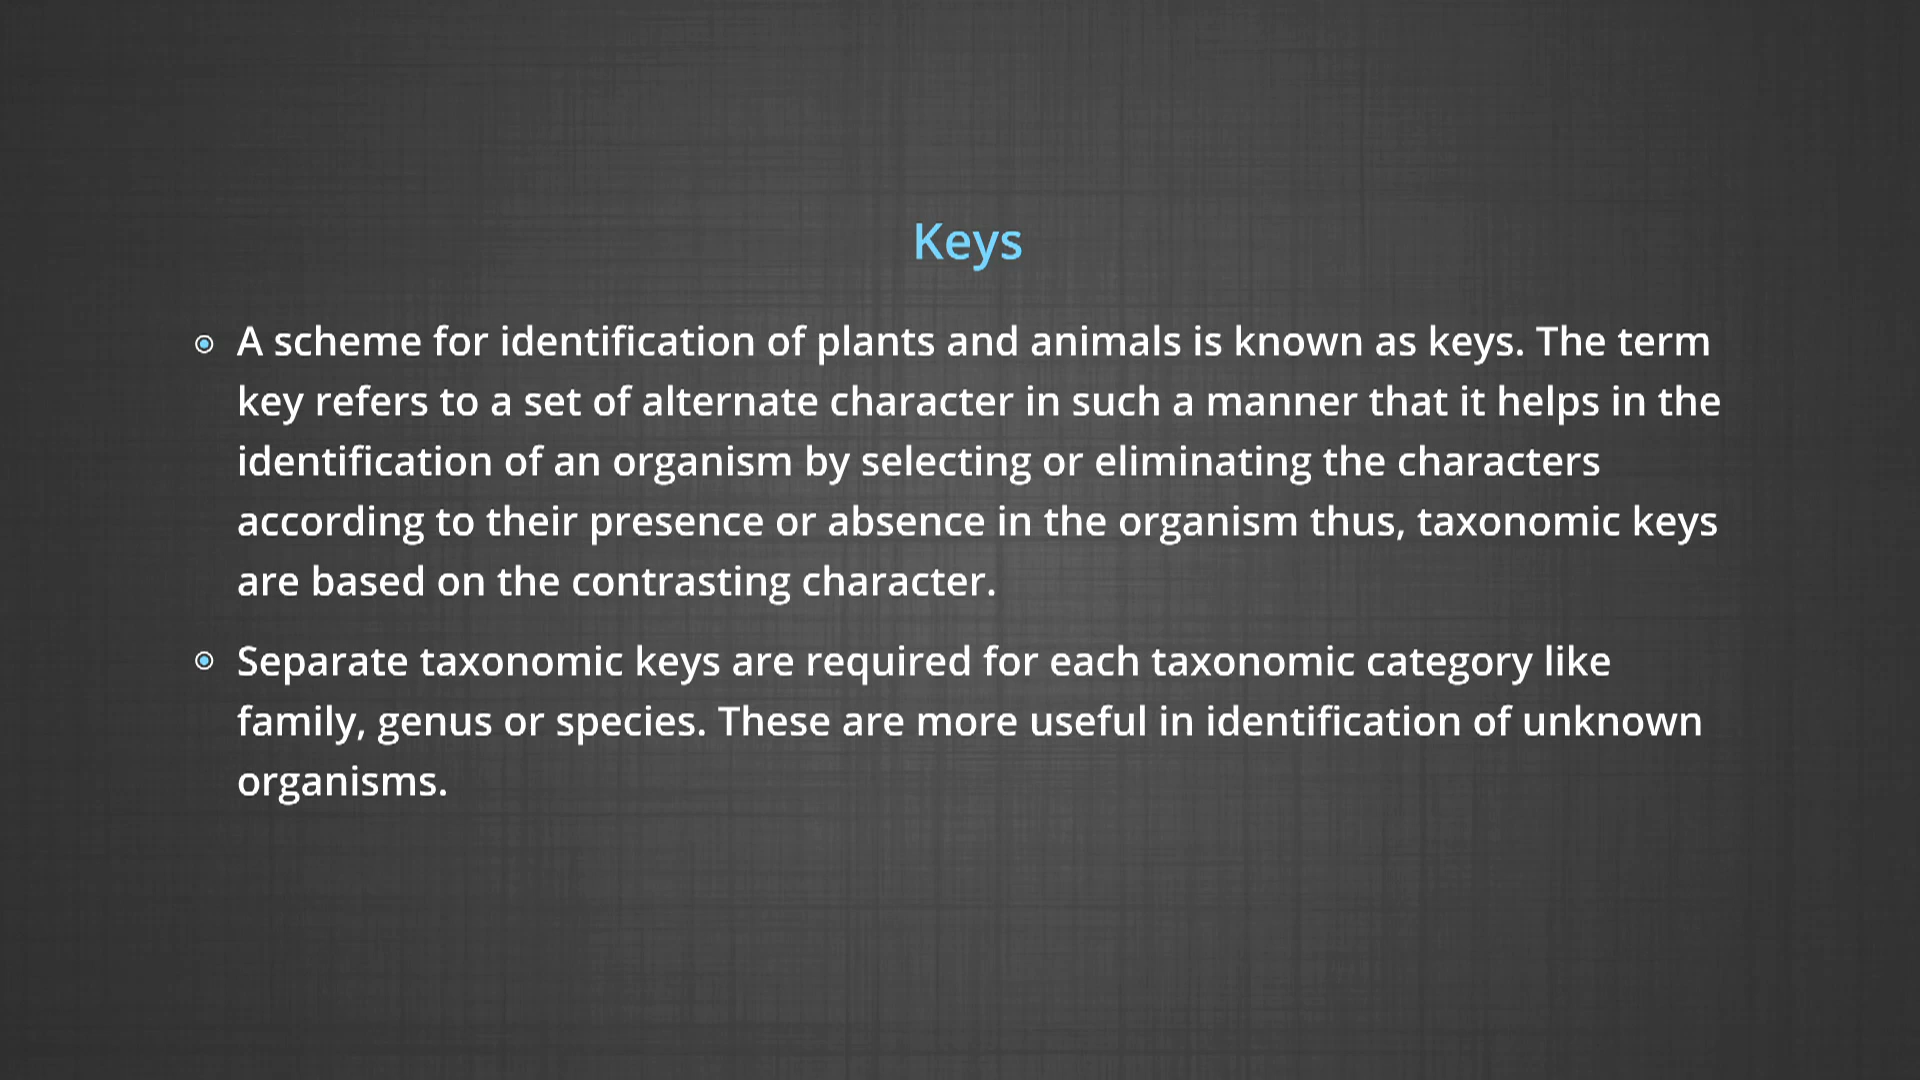 Keys
A scheme for identification of plants and animals is known as keys. The term
key refers to a set of alternate character in such a manner that it helps in the
identification of an organism by selecting or eliminating the characters
according to their presence or absence in the organism thus, taxonomic keys
are based on the contrasting character.
Separate taxonomic keys are required for each taxonomic category like
family, genus or species. These are more useful in identification of unknown
organisms.